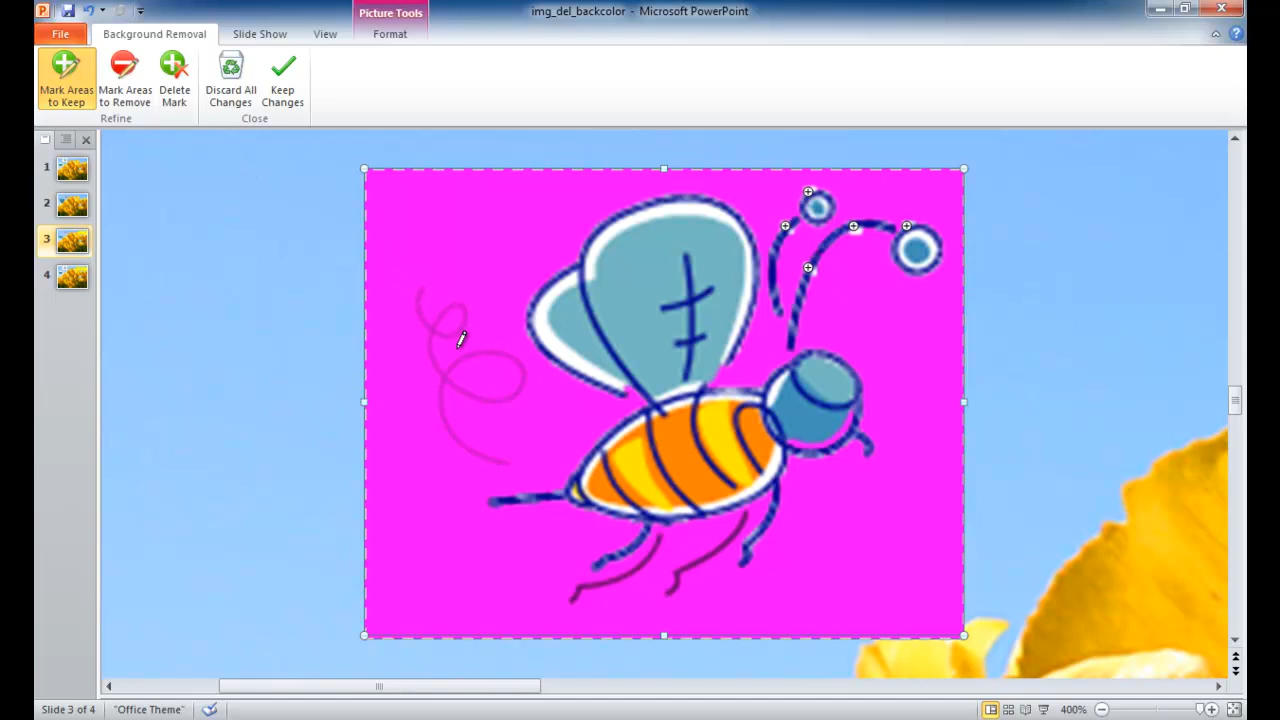 img_del_backcolor - Microsoft PowerPoint
Picture Tools
File
Background Removal
Slide Show
View
Format
Mark Areas to Keep
Mark Areas to Remove
Delete Mark
Discard All Changes
Keep Changes
Refine
Close
1
2
3
4
Slide 3 of 4
"Office Theme"
400%